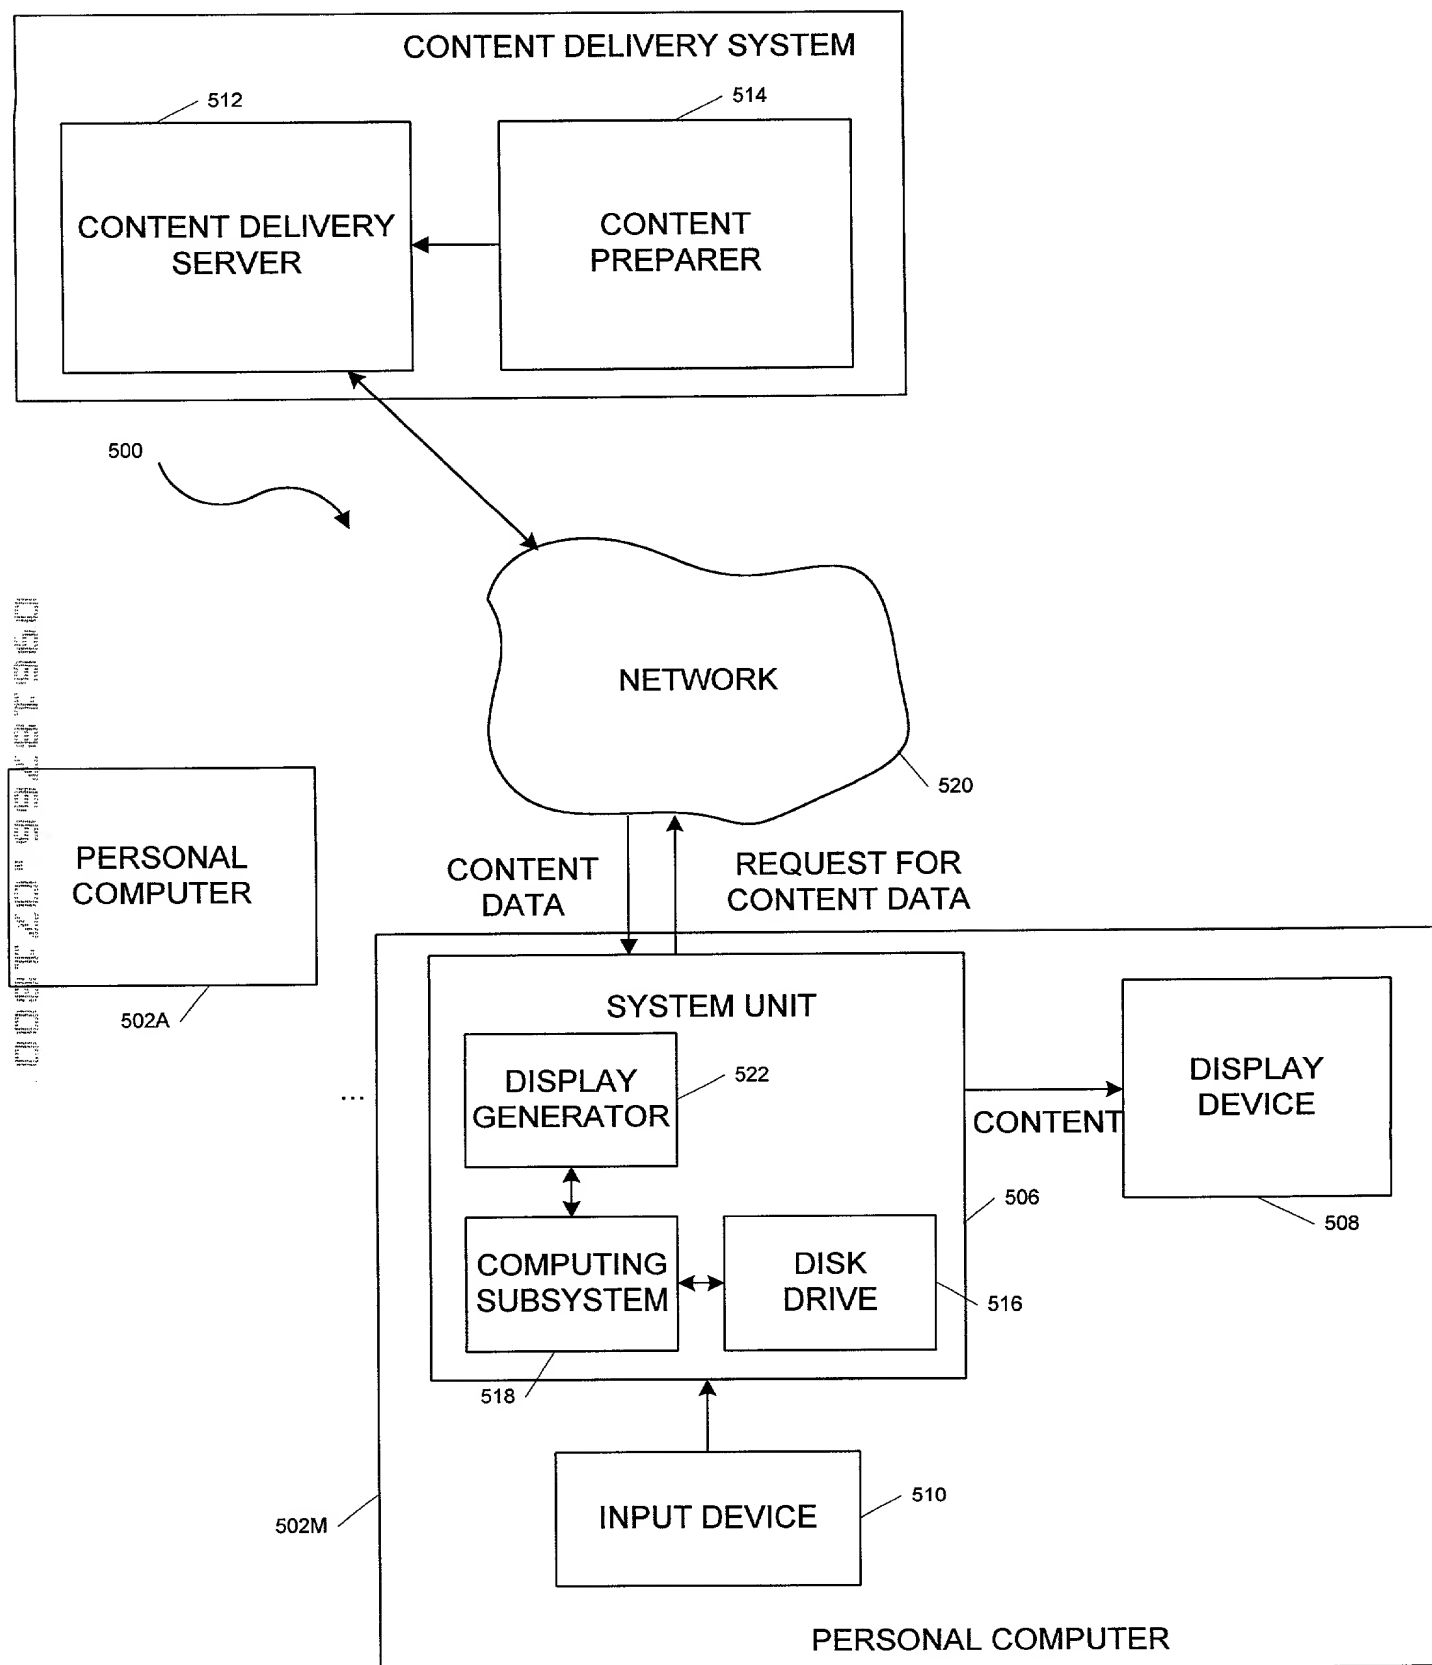 CONTENT DELIVERY SYSTEM
512
514
CONTENT DELIVERY
SERVER
CONTENT
PREPARER
500
NETWORK
520
PERSONAL
COMPUTER
502A
CONTENT
DATA
REQUEST FOR
CONTENT DATA
SYSTEM UNIT
DISPLAY
GENERATOR
522
...
CONTENT
DISPLAY
DEVICE
506
508
COMPUTING
SUBSYSTEM
DISK
DRIVE
516
518
INPUT DEVICE
510
502M
PERSONAL COMPUTER